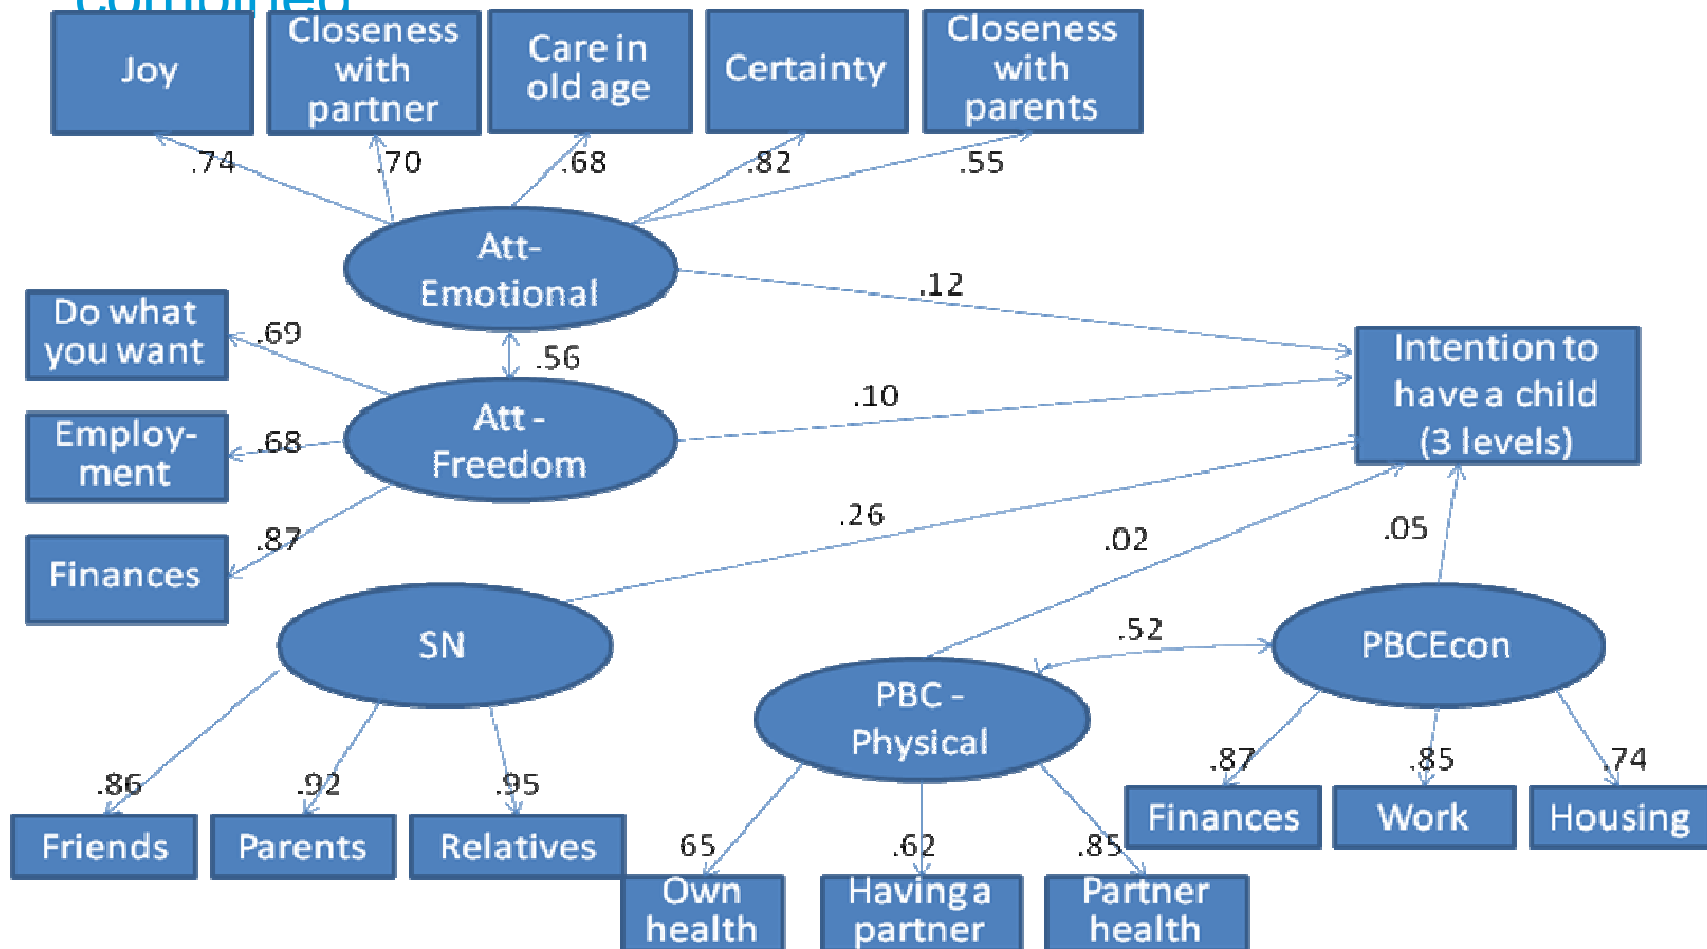 combined
Joy
Closeness
with
partner
Care in
old age
Certainty
Closeness
with
parents
.74
.70
.68
.82
.55
Att-
Emotional
.12
Do what
you want
.69
.56
Intention to
have a child
(3 levels)
Att -
Freedom
.10
Employ-
ment
.68
.26
.02
.05
.87
Finances
SN
.52
PBCEcon
PBC -
Physical
.86
.92
.95
.87
.85
.74
Friends
Parents
Relatives
65
.62
.85
Finances
Work
Housing
Own
health
Having a
partner
Partner
health